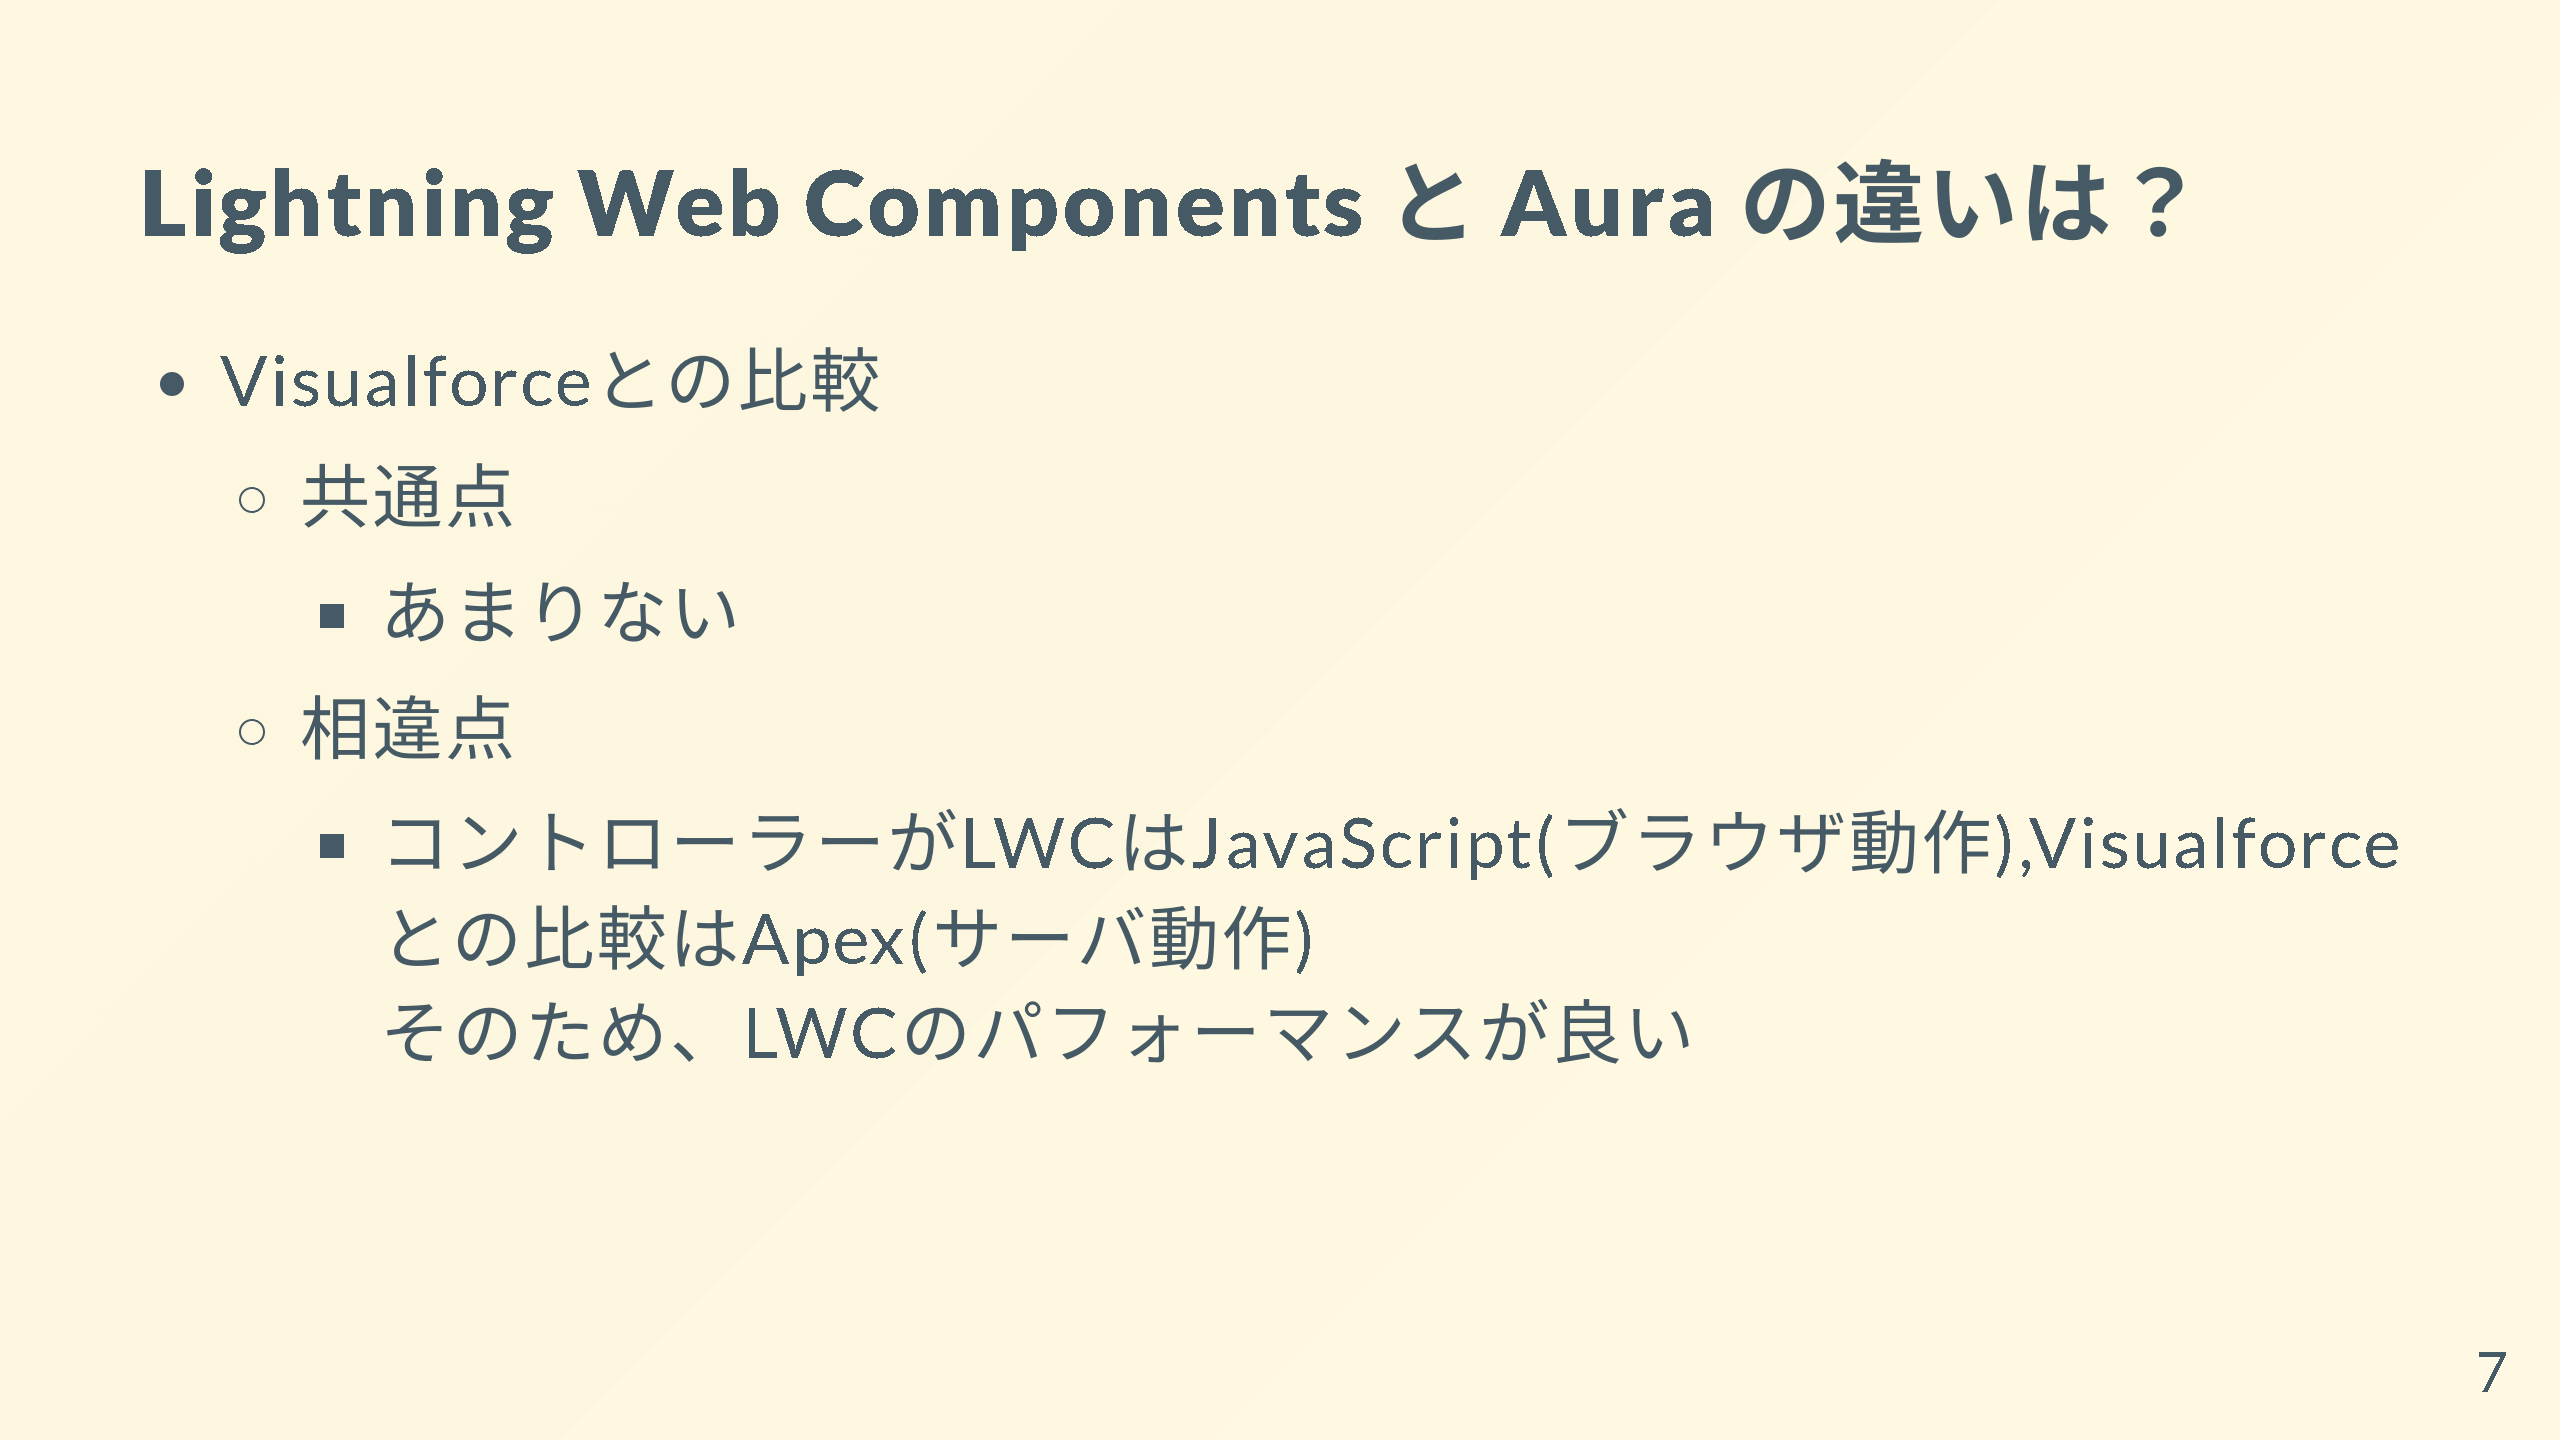 Lightning Web Components と Aura の違いは？
Visualforceとの比較
共通点
あまりない
相違点
コントローラーがLWCはJavaScript(ブラウザ動作),Visualforce
との比較はApex(サーバ動作)
そのため、LWCのパフォーマンスが良い
7